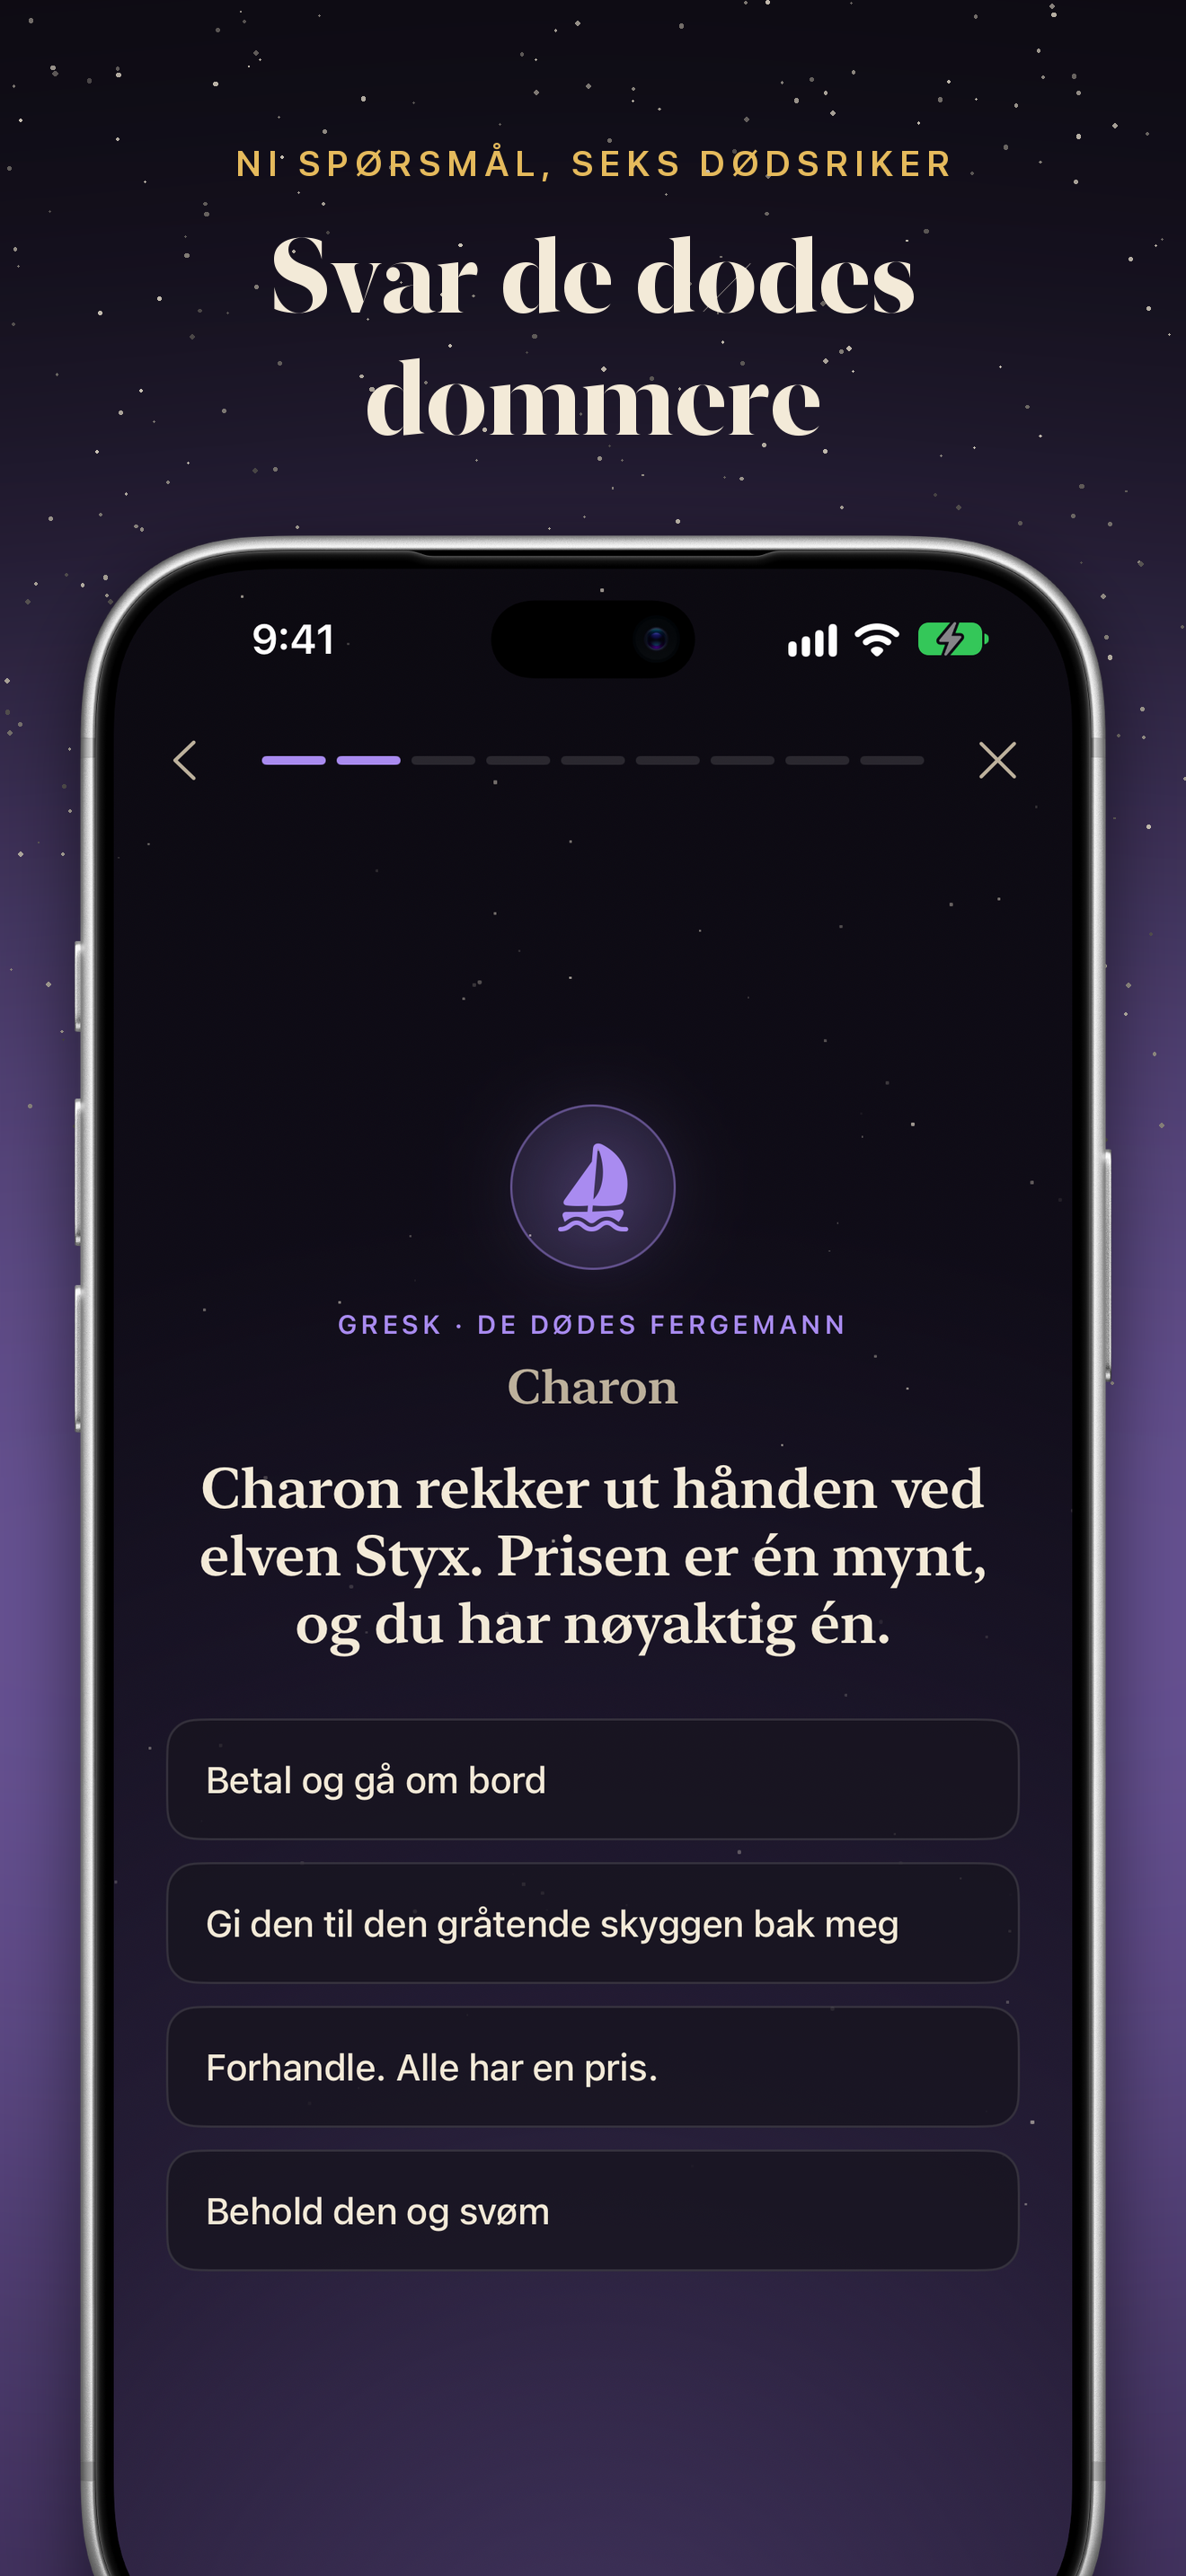 NI SPØRSMÅL, SEKS DØDSRIKER
Svar de dødes
dommere
9:41
GRESK · DE DØDES FERGEMANN
Charon
Charon rekker ut hånden ved
elven Styx. Prisen er én mynt,
og du har nøyaktig én.
Betal og gå om bord
Gi den til den gråtende skyggen bak meg
Forhandle. Alle har en pris.
Behold den og svøm